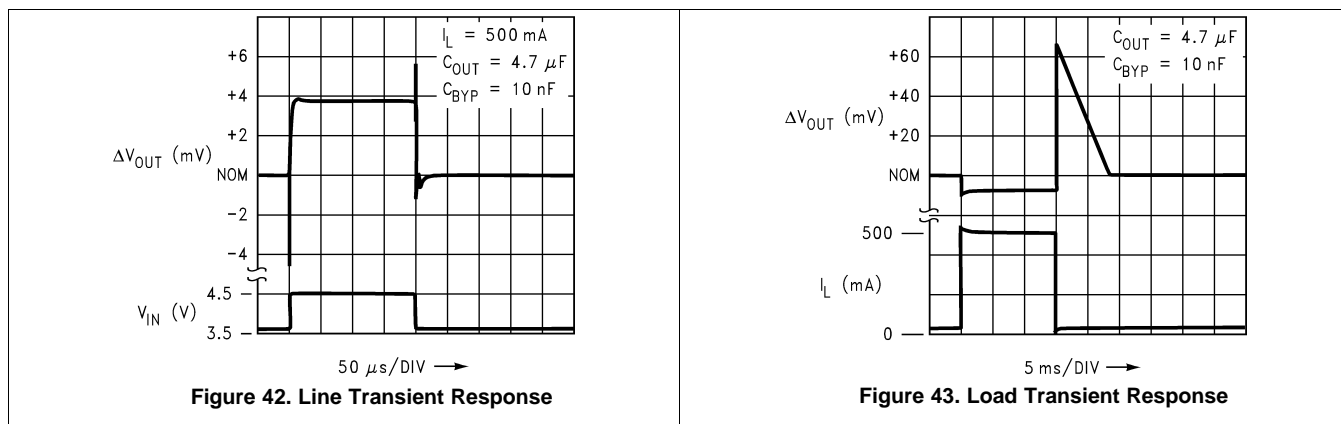 I_L = 500 mA
C_OUT = 4.7 μF
C_BYP = 10 nF
+6
+4
+2
ΔV_OUT (mV)
NOM
−2
−4
4.5
V_IN (V)
3.5
50 μs/DIV
Figure 42. Line Transient Response
C_OUT = 4.7 μF
C_BYP = 10 nF
+60
+40
ΔV_OUT (mV)
+20
NOM
500
I_L (mA)
0
5 ms/DIV
Figure 43. Load Transient Response